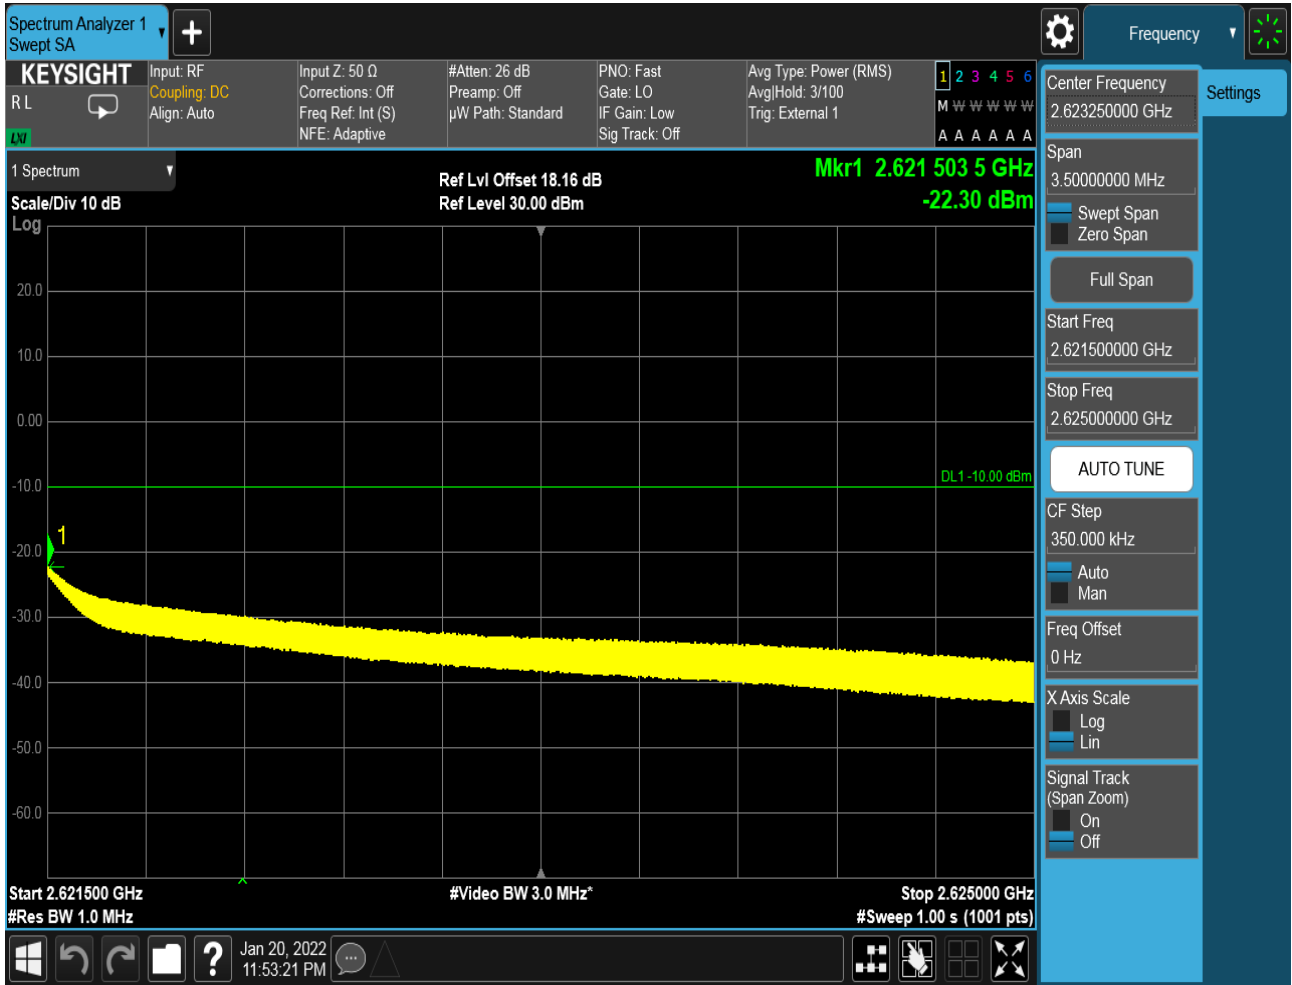 Spectrum Analyzer 1
Swept SA
Frequency
KEYSIGHT
R L
LXI
Input: RF
Coupling: DC
Align: Auto
Input Z: 50 Ω
Corrections: Off
Freq Ref: Int (S)
NFE: Adaptive
#Atten: 26 dB
Preamp: Off
µW Path: Standard
PNO: Fast
Gate: LO
IF Gain: Low
Sig Track: Off
Avg Type: Power (RMS)
Avg|Hold: 3/100
Trig: External 1
1 2 3 4 5 6
M W W W W W
A A A A A A
1 Spectrum
Scale/Div 10 dB
Log
Ref Lvl Offset 18.16 dB
Ref Level 30.00 dBm
Mkr1 2.621 503 5 GHz
-22.30 dBm
20.0
10.0
0.00
-10.0
-20.0
-30.0
-40.0
-50.0
-60.0
DL1 -10.00 dBm
1
Start 2.621500 GHz
#Res BW 1.0 MHz
#Video BW 3.0 MHz*
Stop 2.625000 GHz
#Sweep 1.00 s (1001 pts)
Center Frequency
2.623250000 GHz
Settings
Span
3.50000000 MHz
Swept Span
Zero Span
Full Span
Start Freq
2.621500000 GHz
Stop Freq
2.625000000 GHz
AUTO TUNE
CF Step
350.000 kHz
Auto
Man
Freq Offset
0 Hz
X Axis Scale
Log
Lin
Signal Track
(Span Zoom)
On
Off
?
Jan 20, 2022
11:53:21 PM